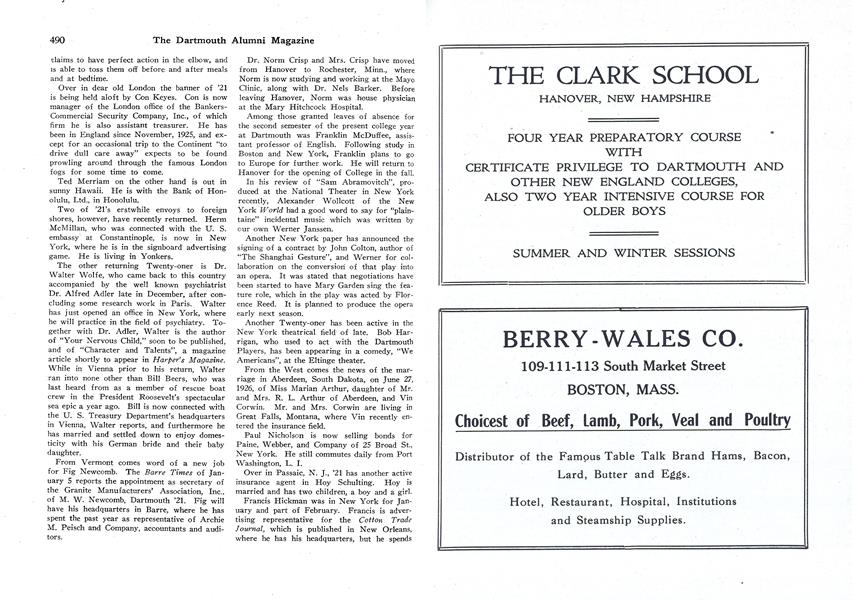 490 The Dartmouth Alumni Magazine
claims to have perfect action in the elbow, and
is able to toss them off before and after meals
and at bedtime.
Over in dear old London the banner of '21
is being held aloft by Con Keyes. Con is now
manager of the London office of the Bankers-
Commercial Security Company, Inc., of which
firm he is also assistant treasurer. He has
been in England since November, 1925, and ex-
cept for an occasional trip to the Continent "to
drive dull care away" expects to be found
prowling around through the famous London
fogs for some time to come.
Ted Merriam on the other hand is out in
sunny Hawaii. He is with the Bank of Hon-
olulu, Ltd., in Honolulu.
Two of '21's erstwhile envoys to foreign
shores, however, have recently returned. Herm
McMillan, who was connected with the U. S.
embassy at Constantinople, is now in New
York, where he is in the signboard advertising
game. He is living in Yonkers.
The other returning Twenty-oner is Dr.
Walter Wolfe, who came back to this country
accompanied by the well known psychiatrist
Dr. Alfred Adler late in December, after con-
cluding some research work in Paris. Walter
has just opened an office in New York, where
he will practice in the field of psychiatry. To-
gether with Dr. Adler, Walter is the author
of "Your Nervous Child," soon to be published,
and of "Character and Talents", a magazine
article shortly to appear in Harper's Magazine.
While in Vienna prior to his return, Walter
ran into none other than Bill Beers, who was
last heard from as a member of rescue boat
crew in the President Roosevelt's spectacular
sea epic a year ago. Bill is now connected with
the U. S. Treasury Department's headquarters
in Vienna, Walter reports, and furthermore he
has married and settled down to enjoy domes-
ticity with his German bride and their baby
daughter.
From Vermont comes word of a new job
for Fig Newcomb. The Barre Times of Jan-
uary 5 reports the appointment as secretary of
the Granite Manufacturers' Association, Inc.,
of M. W. Newcomb, Dartmouth '21. Fig will
have his headquarters in Barre, where he has
spent the past year as representative of Archie
M. Peisch and Company, accountants and audi-
tors.
Dr. Norm Crisp and Mrs. Crisp have moved
from Hanover to Rochester, Minn., where
Norm is now studying and working at the Mayo
Clinic, along with Dr. Nels Barker. Before
leaving Hanover, Norm was house physician
at the Mary Hitchcock Hospital.
Among those granted leaves of absence for
the second semester of the present college year
at Dartmouth was Franklin McDuffee, assis-
tant professor of English. Following study in
Boston and New York, Franklin plans to go
to Europe for further work. He will return to
Hanover for the opening of College in the fall.
In his review of "Sam Abramovitch", pro-
duced at the National Theater in New York
recently, Alexander Wollcott of the New
York World had a good word to say for "plain-
taine" incidental music which was written by
our own Werner Janssen.
Another New York paper has announced the
signing of a contract by John Colton, author of
"The Shanghai Gesture", and Werner for col-
laboration on the conversion of that play into
an opera. It was stated that negotiations have
been started to have Mary Garden sing the fea-
ture role, which in the play was acted by Flor-
ence Reed. It is planned to produce the opera
early next season.
Another Twenty-oner has been active in the
New York theatrical field of late. Bob Har-
rigan, who used to act with the Dartmouth
Players, has been appearing in a comedy, "We
Americans", at the Eltinge theater.
From the West comes the news of the mar-
riage in Aberdeen, South Dakota, on June 27,
1926, of Miss Marian Arthur, daughter of Mr.
and Mrs. R. L. Arthur of Aberdeen, and Vin
Corwin. Mr. and Mrs. Corwin are living in
Great Falls, Montana, where Vin recently en-
tered the insurance field.
Paul Nicholson is now selling bonds for
Paine, Webber, and Company of 25 Broad St.,
New York. He still commutes daily from Port
Washington, L. I.
Over in Passaic, N. J., '21 has another active
insurance agent in Hoy Schulting. Hoy is
married and has two children, a boy and a girl.
Francis Hickman was in New York for Jan-
uary and part of February. Francis is adver-
tising representative for the Cotton Trade
Journal, which is published in New Orleans,
where he has his headquarters, but he spends
THE CLARK SCHOOL
HANOVER, NEW HAMPSHIRE
FOUR YEAR PREPARATORY COURSE
WITH
CERTIFICATE PRIVILEGE TO DARTMOUTH AND
OTHER NEW ENGLAND COLLEGES,
ALSO TWO YEAR INTENSIVE COURSE FOR
OLDER BOYS
SUMMER AND WINTER SESSIONS
BERRY-WALES CO.
109-111-113 South Market Street
BOSTON, MASS.
Choicest of Beef, Lamb, Pork, Veal and Poultry
Distributor of the Famous Table Talk Brand Hams, Bacon,
Lard, Butter and Eggs.
Hotel, Restaurant, Hospital, Institutions
and Steamship Supplies.